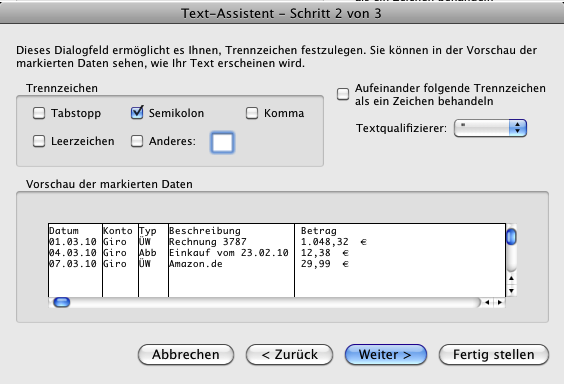 Text-Assistent – Schritt 2 von 3
Dieses Dialogfeld ermöglicht es Ihnen, Trennzeichen festzulegen. Sie können in der Vorschau der
markierten Daten sehen, wie Ihr Text erscheinen wird.
Trennzeichen
Tabstopp Semikolon Komma
Leerzeichen Anderes:
Aufeinander folgende Trennzeichen
als ein Zeichen behandeln
Textqualifizierer: "
Vorschau der markierten Daten
Datum Konto Typ Beschreibung Betrag
01.03.10 Giro ÜW Rechnung 3787 1.048,32 €
04.03.10 Giro Abb Einkauf vom 23.02.10 12,38 €
07.03.10 Giro ÜW Amazon.de 29,99 €
Abbrechen < Zurück Weiter > Fertig stellen